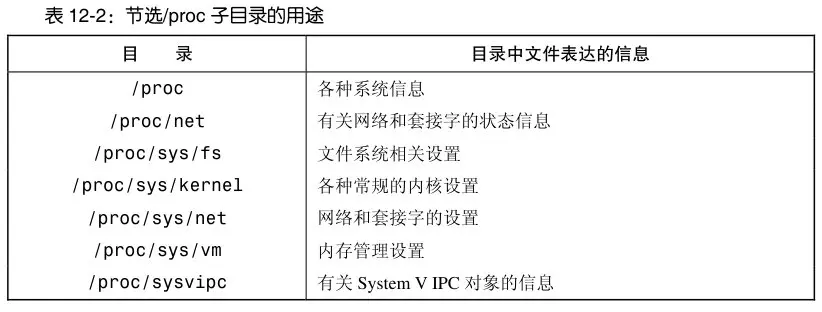 表 12-2：节选/proc 子目录的用途
目 录 目录中文件表达的信息
/proc 各种系统信息
/proc/net 有关网络和套接字的状态信息
/proc/sys/fs 文件系统相关设置
/proc/sys/kernel 各种常规的内核设置
/proc/sys/net 网络和套接字的设置
/proc/sys/vm 内存管理设置
/proc/sysvipc 有关 System V IPC 对象的信息